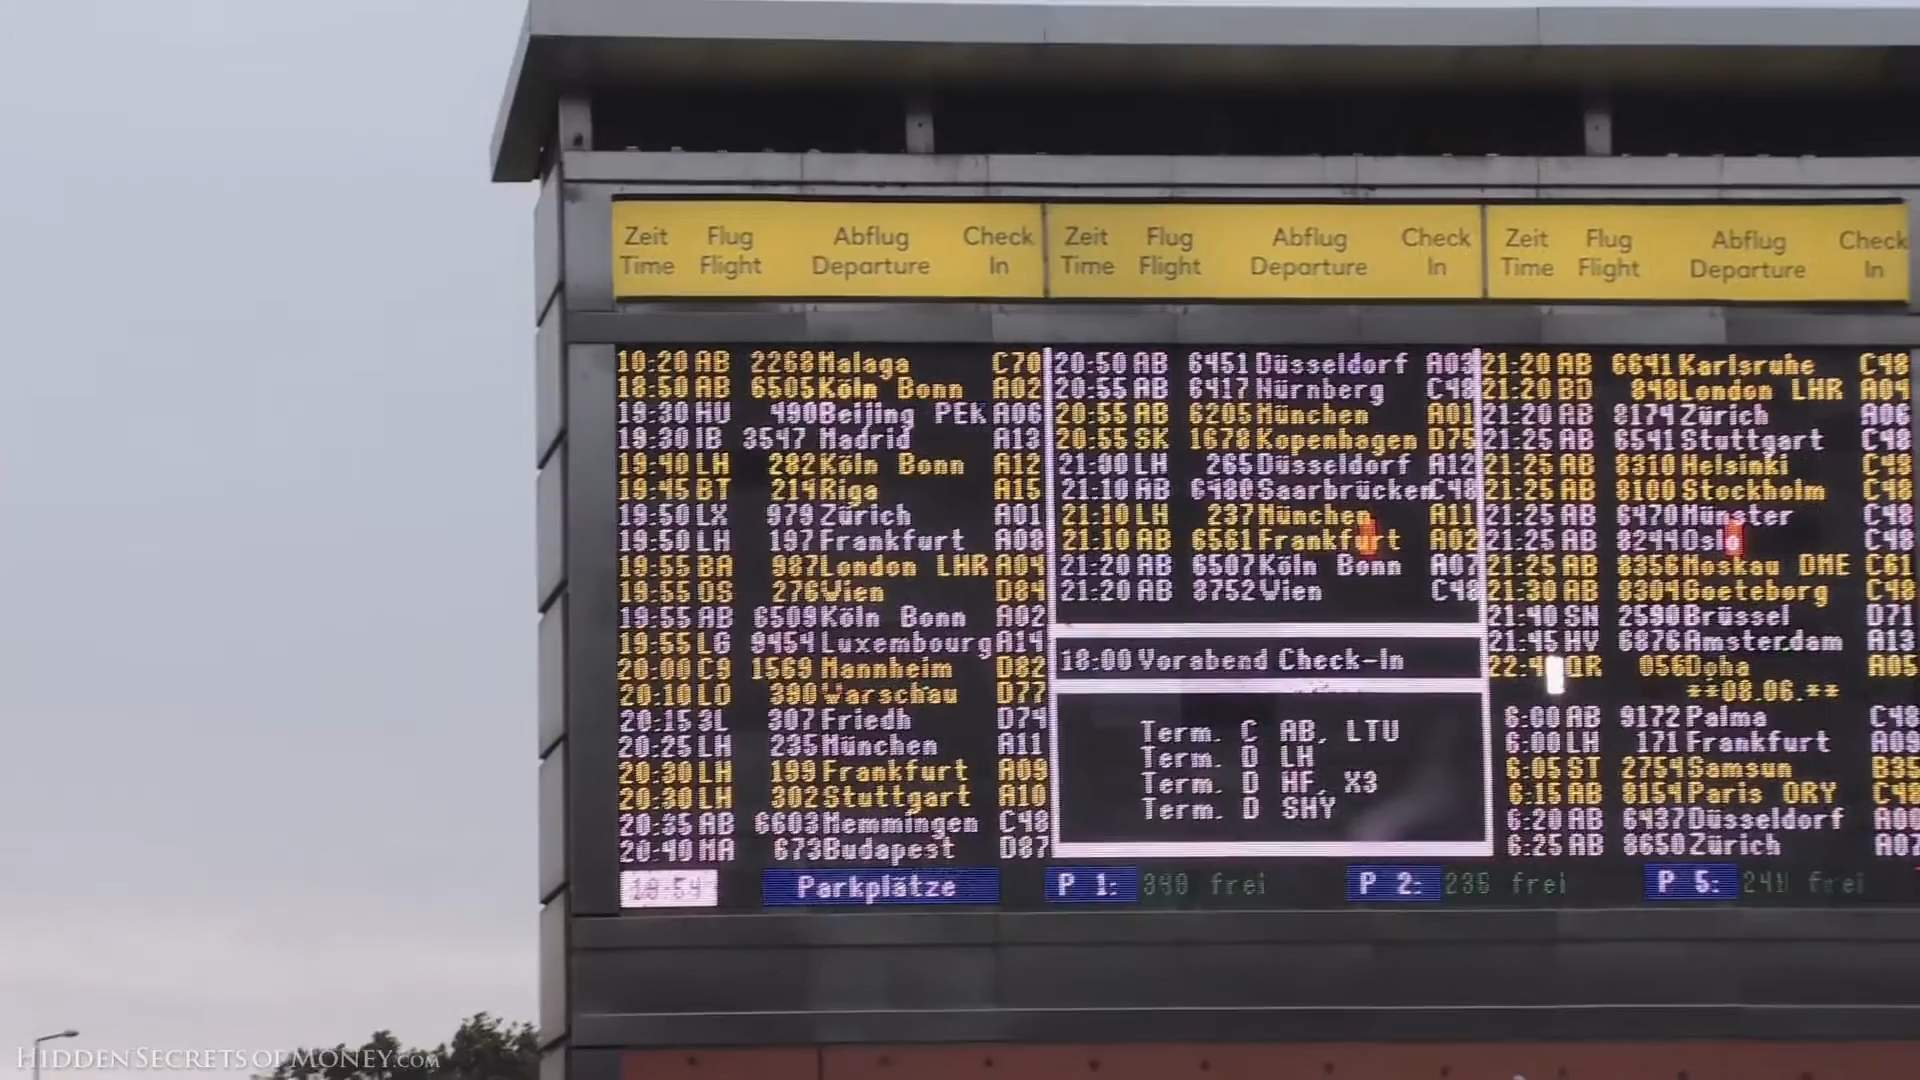 Zeit Flug Abflug Check
Time Flight Departure In
10:20 AB 2268 Malaga C70
18:50 AB 6505 Köln Bonn A02
19:30 HU 490 Beijing PEK A06
19:30 IB 3547 Madrid A13
19:40 LH 282 Köln Bonn A12
19:45 BT 214 Riga A15
19:50 LX 979 Zürich A01
19:50 LH 197 Frankfurt A08
19:55 BA 987 London LHR A04
19:55 OS 276 Wien D84
19:55 AB 6509 Köln Bonn A02
19:55 LG 9454 Luxembourg A14
20:00 C9 1569 Mannheim D82
20:10 LO 390 Warschau D77
20:15 3L 307 Friedh D74
20:25 LH 235 München A11
20:30 LH 199 Frankfurt A09
20:30 LH 302 Stuttgart A10
20:35 AB 6603 Memmingen C48
20:40 MA 673 Budapest D87
Zeit Flug Abflug Check
Time Flight Departure In
20:50 AB 6451 Düsseldorf A03
20:55 AB 6417 Nürnberg C48
20:55 AB 6205 München A01
20:55 SK 1678 Kopenhagen D75
21:00 LH 265 Düsseldorf A12
21:10 AB 6480 Saarbrücken C48
21:10 LH 237 München A11
21:10 AB 6561 Frankfurt A02
21:20 AB 6507 Köln Bonn A07
21:20 AB 8752 Wien C48
18:00 Vorabend Check-In
Term. C AB, LTU
Term. D LH
Term. D HF, X3
Term. D SHY
Zeit Flug Abflug Check
Time Flight Departure In
21:20 AB 6641 Karlsruhe C48
21:20 BD 848 London LHR A04
21:20 AB 8174 Zürich A06
21:25 AB 6541 Stuttgart C48
21:25 AB 8310 Helsinki C48
21:25 AB 8100 Stockholm C48
21:25 AB 6470 Münster C48
21:25 AB 8244 Oslo C48
21:25 AB 8356 Moskau DME C61
21:30 AB 8304 Goeteborg C48
21:40 SN 2590 Brüssel D71
21:45 HV 6876 Amsterdam A13
QR 056 Doha A05
**08.06.**
6:00 AB 9172 Palma C48
6:00 LH 171 Frankfurt A09
6:05 ST 2754 Samsun B35
6:15 AB 8154 Paris ORY C48
6:20 AB 6437 Düsseldorf
6:25 AB 8650 Zürich A07
18:54 Parkplätze P 1: frei P 2: frei P 5: frei
HIDDENSECRETSOFMONEY.COM